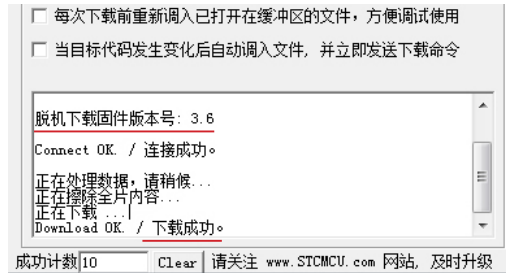 每次下载前重新调入已打开在缓冲区的文件，方便调试使用
当目标代码发生变化后自动调入文件，并立即发送下载命令
脱机下载固件版本号: 3.6
Connect OK. / 连接成功。
正在处理数据，请稍候...
正在擦除全片内容...
正在下载 ...
Download OK. / 下载成功。
成功计数 10 Clear 请关注 www.STCMCU.com 网站, 及时升级